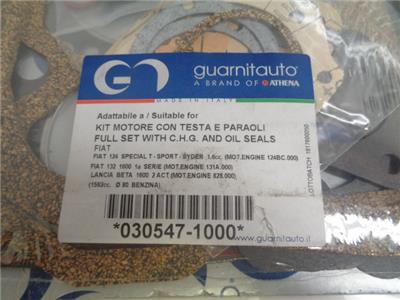 guarnitauto
A BRAND OF ATHENA
MADE IN ITALY
Adattabile a / Suitable for
KIT MOTORE CON TESTA E PARAOLI
FULL SET WITH C.H.G. AND OIL SEALS
FIAT
FIAT 124 SPECIAL T - SPORT - SYDER 1.6cc. (MOT.ENGINE 124BC.000)
FIAT 132 1600 1a SERIE (MOT.ENGINE 131A.000)
LANCIA BETA 1600 2 ACT (MOT.ENGINE 828.000)
(1592cc. Ø 80 BENZINA)
*030547-1000*
www.guarnitauto.it